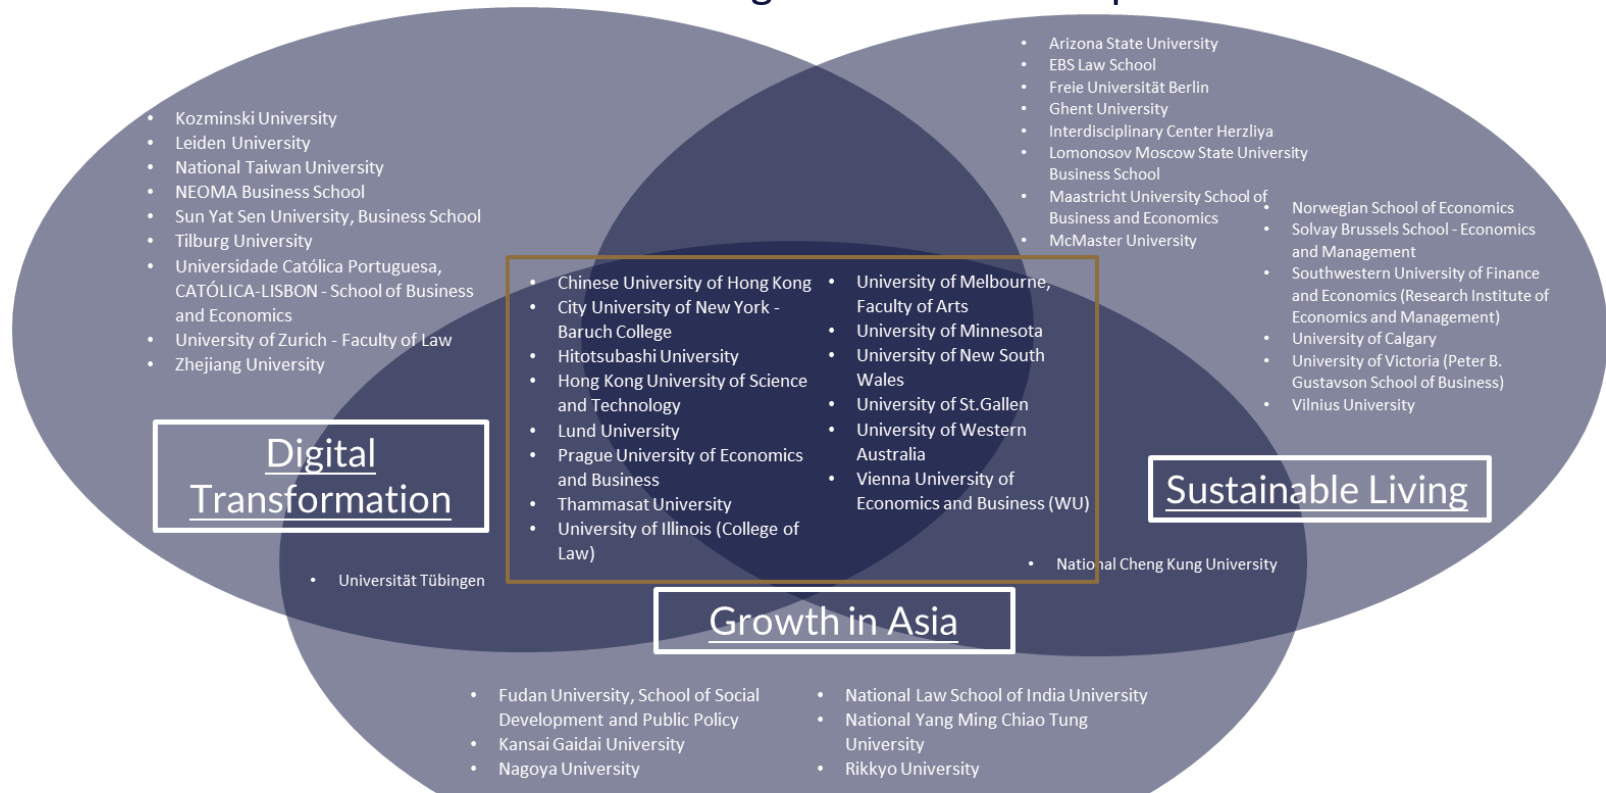 Arizona State University
EBS Law School
Freie Universität Berlin
Ghent University
Interdisciplinary Center Herzliya
Lomonosov Moscow State University
Business School
Maastricht University School of
Business and Economics
McMaster University
Norwegian School of Economics
Solvay Brussels School - Economics
and Management
Southwestern University of Finance
and Economics (Research Institute of
Economics and Management)
University of Calgary
University of Victoria (Peter B.
Gustavson School of Business)
Vilnius University
Kozminski University
Leiden University
National Taiwan University
NEOMA Business School
Sun Yat Sen University, Business School
Tilburg University
Universidade Católica Portuguesa,
CATÓLICA-LISBON - School of Business
and Economics
University of Zurich - Faculty of Law
Zhejiang University
Chinese University of Hong Kong
City University of New York -
Baruch College
Hitotsubashi University
Hong Kong University of Science
and Technology
Lund University
Prague University of Economics
and Business
Thammasat University
University of Illinois (College of
Law)
University of Melbourne,
Faculty of Arts
University of Minnesota
University of New South
Wales
University of St.Gallen
University of Western
Australia
Vienna University of
Economics and Business (WU)
Digital
Transformation
Sustainable Living
Universität Tübingen
National Cheng Kung University
Growth in Asia
Fudan University, School of Social
Development and Public Policy
Kansai Gaidai University
Nagoya University
National Law School of India University
National Yang Ming Chiao Tung
University
Rikkyo University